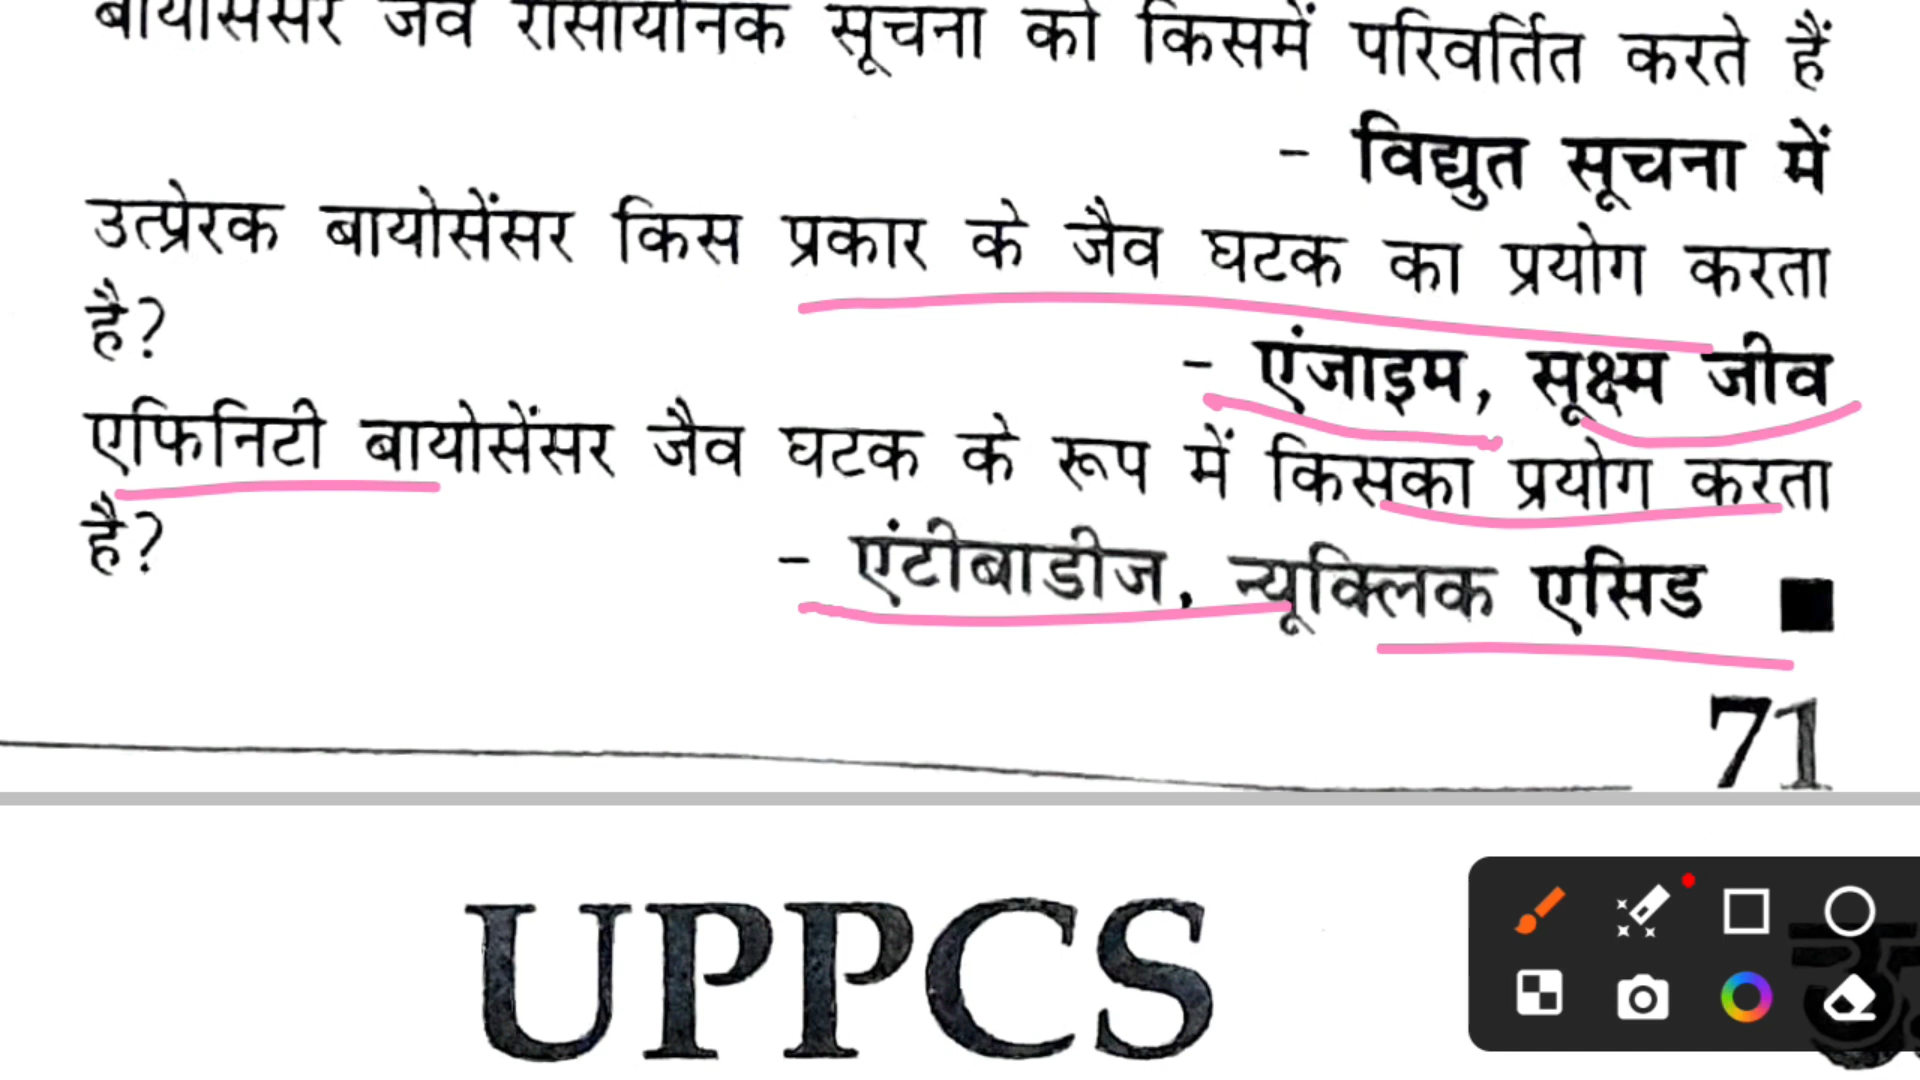 बायोसेंसर जैव रासायनिक सूचना को किसमें परिवर्तित करते हैं
- विद्युत सूचना में
उत्प्रेरक बायोसेंसर किस प्रकार के जैव घटक का प्रयोग करता
है?
- एंजाइम, सूक्ष्म जीव
एफिनिटी बायोसेंसर जैव घटक के रूप में किसका प्रयोग करता
है?
- एंटीबाडीज, न्यूक्लिक एसिड ■
71
UPPCS